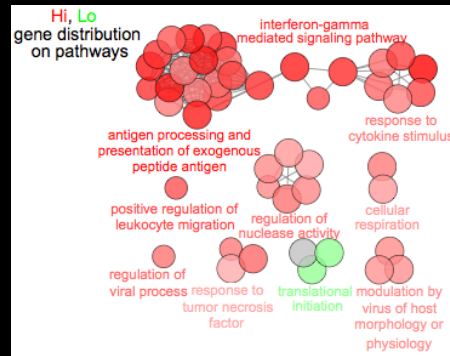 Hi, Lo
gene distribution
on pathways
interferon-gamma
mediated signaling pathway
antigen processing and
presentation of exogenous
peptide antigen
response to
cytokine stimulus
positive regulation of
leukocyte migration
regulation of
nuclease activity
cellular
respiration
regulation of
viral process
response to
tumor necrosis
factor
translational
initiation
modulation by
virus of host
morphology or
physiology